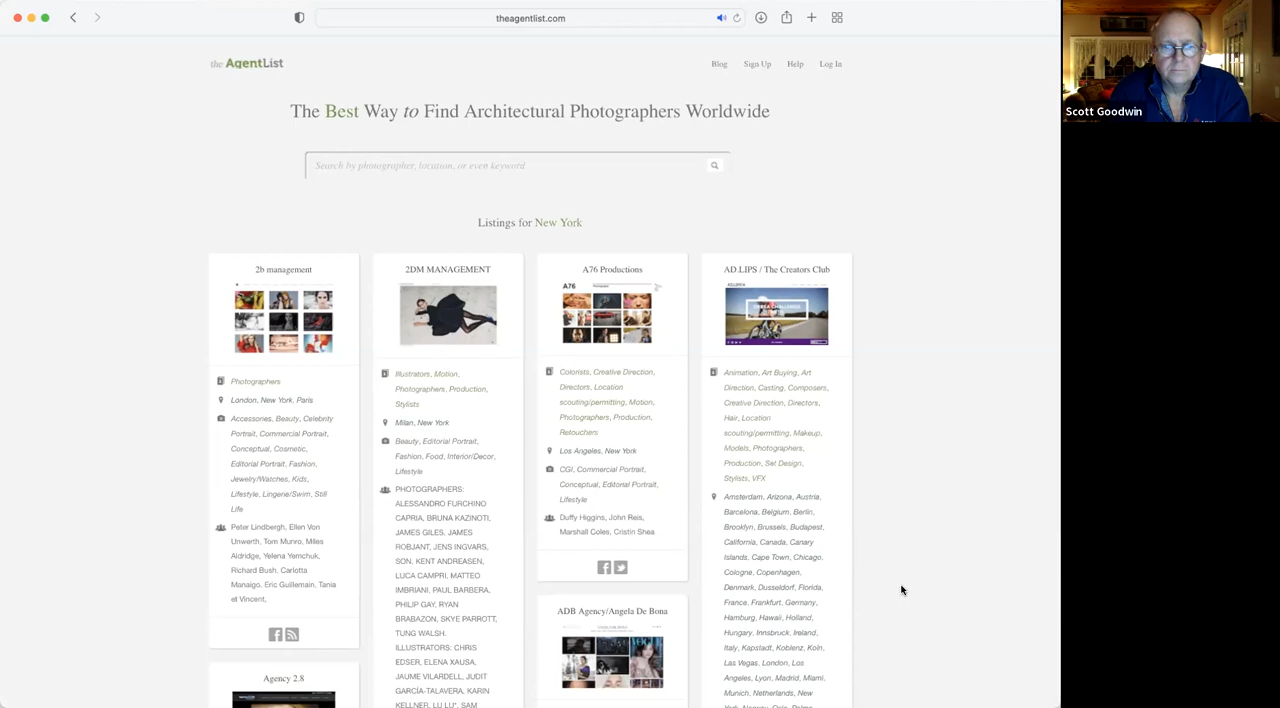 theagentlist.com
the AgentList
Blog Sign Up Help Log In
The Best Way to Find Architectural Photographers Worldwide
Search by photographer, location, or even keyword
Listings for New York
2b management
Photographers
London, New York, Paris
Accessories, Beauty, Celebrity
Portrait, Commercial Portrait,
Conceptual, Cosmetic,
Editorial Portrait, Fashion,
Jewelry/Watches, Kids,
Lifestyle, Lingerie/Swim, Still
Life
Peter Lindbergh, Ellen Von
Unwerth, Tom Munro, Miles
Aldridge, Yelena Yemchuk,
Richard Bush, Carlotta
Manaigo, Eric Guillemain, Tania
et Vincent,
Agency 2.8
2DM MANAGEMENT
Illustrators, Motion,
Photographers, Production,
Stylists
Milan, New York
Beauty, Editorial Portrait,
Fashion, Food, Interior/Decor,
Lifestyle
PHOTOGRAPHERS:
ALESSANDRO FURCHINO
CAPRIA, BRUNA KAZINOTI,
JAMES GILES, JAMES
ROBJANT, JENS INGVARS,
SON, KENT ANDREASEN,
LUCA CAMPRI, MATTEO
IMBRIANI, PAUL BARBERA,
PHILIP GAY, RYAN
BRABAZON, SKYE PARROTT,
TUNG WALSH.
ILLUSTRATORS: CHRIS
EDSER, ELENA XAUSA,
JAUME VILARDELL, JUDIT
GARCÍA-TALAVERA, KARIN
KELLNER, LU LU*, SAM
A76 Productions
A76
Colorists, Creative Direction,
Directors, Location
scouting/permitting, Motion,
Photographers, Production,
Retouchers
Los Angeles, New York
CGI, Commercial Portrait,
Conceptual, Editorial Portrait,
Lifestyle
Duffy Higgins, John Reis,
Marshall Coles, Cristin Shea
ADB Agency/Angela De Bona
AD.LIPS / The Creators Club
Animation, Art Buying, Art
Direction, Casting, Composers,
Creative Direction, Directors,
Hair, Location
scouting/permitting, Makeup,
Models, Photographers,
Production, Set Design,
Stylists, VFX
Amsterdam, Arizona, Austria,
Barcelona, Belgium, Berlin,
Brooklyn, Brussels, Budapest,
California, Canada, Canary
Islands, Cape Town, Chicago,
Cologne, Copenhagen,
Denmark, Dusseldorf, Florida,
France, Frankfurt, Germany,
Hamburg, Hawaii, Holland,
Hungary, Innsbruck, Ireland,
Italy, Kapstadt, Koblenz, Koln,
Las Vegas, London, Los
Angeles, Lyon, Madrid, Miami,
Munich, Netherlands, New
Scott Goodwin